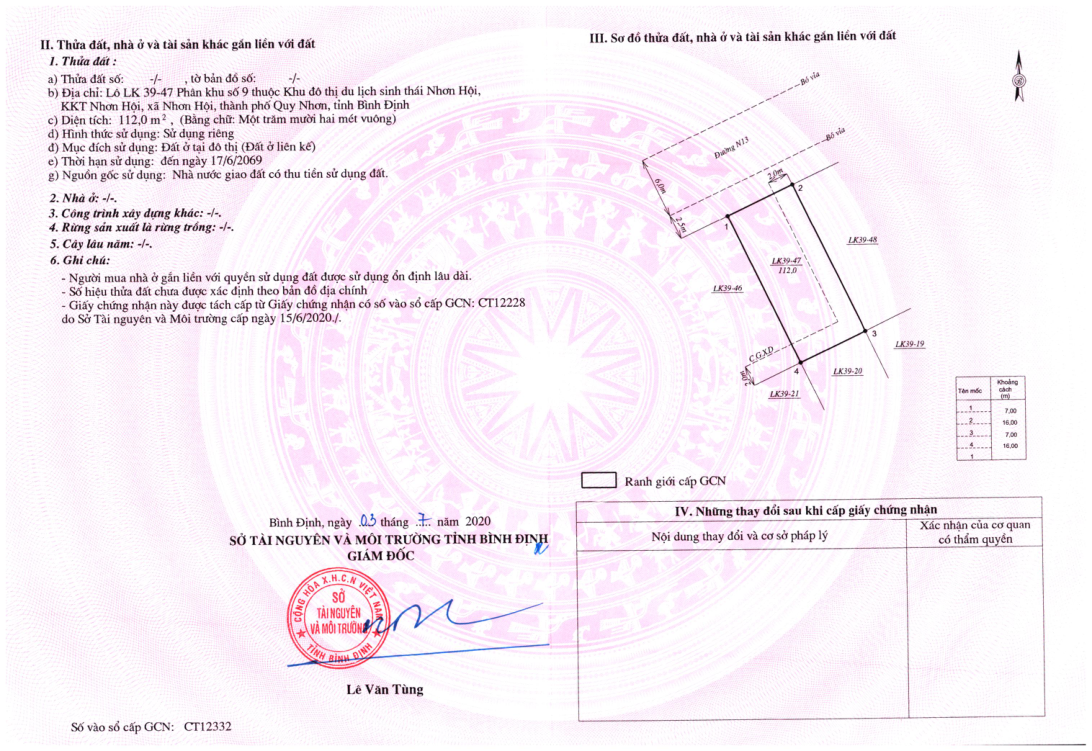 II. Thửa đất, nhà ở và tài sản khác gắn liền với đất
1. Thửa đất :
a) Thửa đất số: -/- , tờ bản đồ số: -/-
b) Địa chỉ: Lô LK 39-47 Phân khu số 9 thuộc Khu đô thị du lịch sinh thái Nhơn Hội,
KKT Nhơn Hội, xã Nhơn Hội, thành phố Quy Nhơn, tỉnh Bình Định
c) Diện tích: 112,0 m² , (Bằng chữ: Một trăm mười hai mét vuông)
d) Hình thức sử dụng: Sử dụng riêng
đ) Mục đích sử dụng: Đất ở tại đô thị (Đất ở liên kế)
e) Thời hạn sử dụng: đến ngày 17/6/2069
g) Nguồn gốc sử dụng: Nhà nước giao đất có thu tiền sử dụng đất.
2. Nhà ở: -/-.
3. Công trình xây dựng khác: -/-.
4. Rừng sản xuất là rừng trồng: -/-.
5. Cây lâu năm: -/-.
6. Ghi chú:
- Người mua nhà ở gắn liền với quyền sử dụng đất được sử dụng ổn định lâu dài.
- Số hiệu thửa đất chưa được xác định theo bản đồ địa chính
- Giấy chứng nhận này được tách cấp từ Giấy chứng nhận có số vào sổ cấp GCN: CT12228
do Sở Tài nguyên và Môi trường cấp ngày 15/6/2020./.
Bình Định, ngày 03 tháng 7 năm 2020
SỞ TÀI NGUYÊN VÀ MÔI TRƯỜNG TỈNH BÌNH ĐỊNH
GIÁM ĐỐC
CỘNG HÒA X.H.C.N VIỆT NAM
SỞ
TÀI NGUYÊN
VÀ MÔI TRƯỜNG
TỈNH BÌNH ĐỊNH
Lê Văn Tùng
Số vào sổ cấp GCN: CT12332
III. Sơ đồ thửa đất, nhà ở và tài sản khác gắn liền với đất
Bó vỉa
Đường N13
Bó vỉa
6,0m
2,0m
2,5m
1
2
LK39-48
LK39-47
112,0
LK39-46
3
C.G.X.D
LK39-19
4
LK39-20
2,0m
LK39-21
Tên mốc
Khoảng
cách
(m)
1
7,00
2
16,00
3
7,00
4
16,00
1
Ranh giới cấp GCN
IV. Những thay đổi sau khi cấp giấy chứng nhận
Nội dung thay đổi và cơ sở pháp lý
Xác nhận của cơ quan
có thẩm quyền